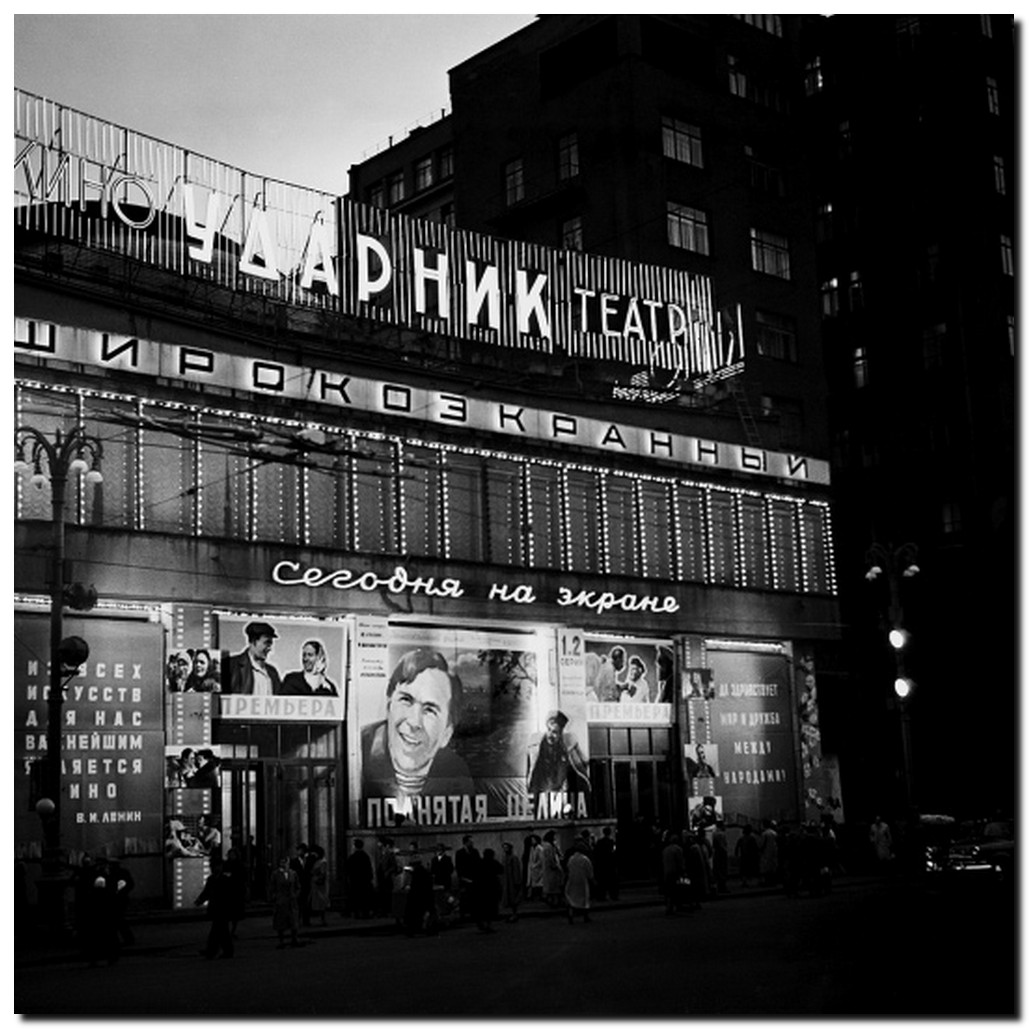 КИНО УДАРНИК ТЕАТР
ШИРОКОЭКРАННЫЙ
Сегодня на экране
ИЗ ВСЕХ
ИСКУССТВ
ДЛЯ НАС
ВАЖНЕЙШИМ
ЯВЛЯЕТСЯ
КИНО
В. И. ЛЕНИН
ПРЕМЬЕРА
ПОДНЯТАЯ ЦЕЛИНА
1.2
СЕРИИ
ПРЕМЬЕРА
ДА ЗДРАВСТВУЕТ
МИР И ДРУЖБА
МЕЖДУ
НАРОДАМИ!